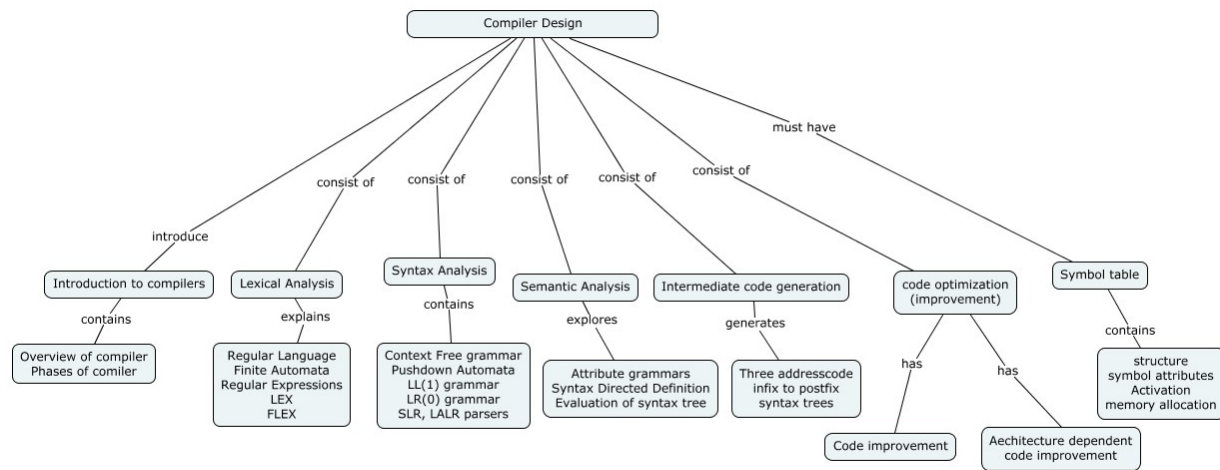 Compiler Design
must have
consist of
consist of
consist of
consist of
consist of
introduce
Introduction to compilers
Lexical Analysis
Syntax Analysis
Semantic Analysis
Intermediate code generation
code optimization
(improvement)
Symbol table
contains
explains
contains
explores
generates
has
has
contains
Overview of compiler
Phases of comiler
Regular Language
Finite Automata
Regular Expressions
LEX
FLEX
Context Free grammar
Pushdown Automata
LL(1) grammar
LR(0) grammar
SLR, LALR parsers
Attribute grammars
Syntax Directed Definition
Evaluation of syntax tree
Three addresscode
infix to postfix
syntax trees
Code improvement
Aechitecture dependent
code improvement
structure
symbol attributes
Activation
memory allocation